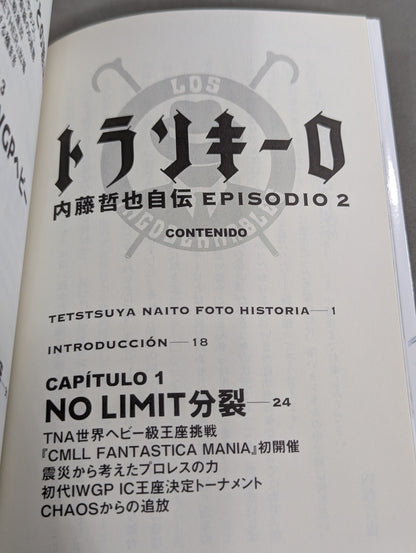 LOS
INGOBERNABLES
トランキーロ
内藤哲也自伝 EPISODIO 2
CONTENIDO
TETSTSUYA NAITO FOTO HISTORIA—1
INTRODUCCIÓN—18
CAPÍTULO 1
NO LIMIT分裂—24
TNA世界ヘビー級王座挑戦
『CMLL FANTASTICA MANIA』初開催
震災から考えたプロレスの力
初代IWGP IC王座決定トーナメント
CHAOSからの追放